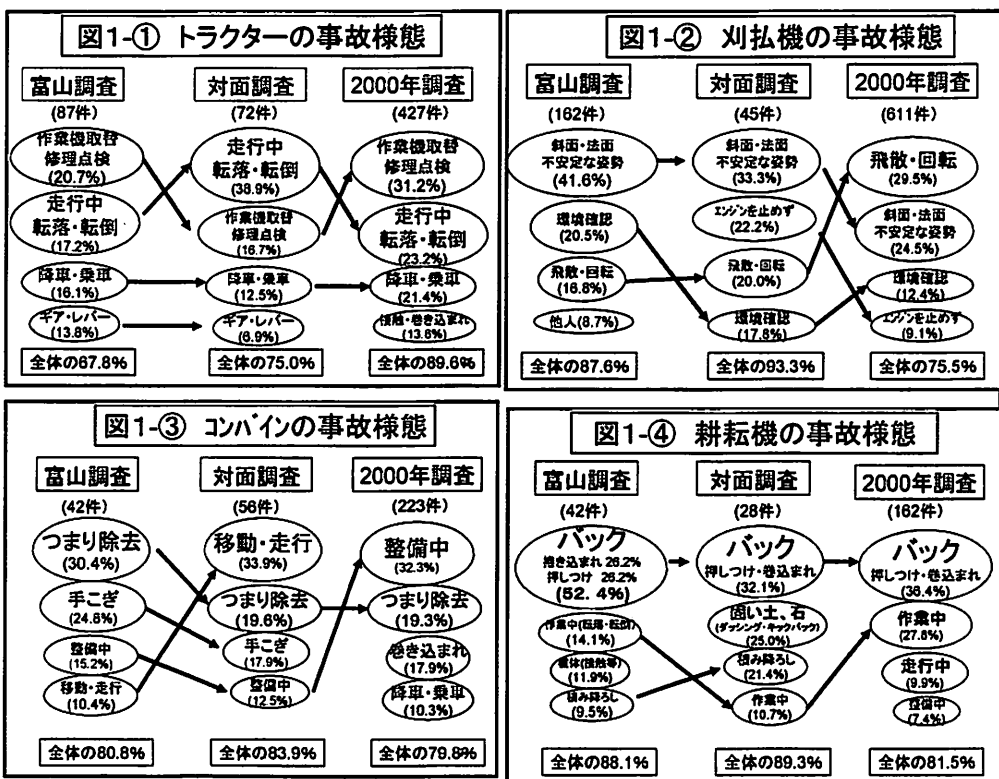 図1-① トラクターの事故様態
富山調査
(87件)
作業機取替
修理点検
(20.7%)
走行中
転落・転倒
(17.2%)
降車・乗車
(16.1%)
ギア・レバー
(13.8%)
全体の67.8%
対面調査
(72件)
走行中
転落・転倒
(38.9%)
作業機取替
修理点検
(16.7%)
降車・乗車
(12.5%)
ギア・レバー
(6.9%)
全体の75.0%
2000年調査
(427件)
作業機取替
修理点検
(31.2%)
走行中
転落・転倒
(23.2%)
降車・乗車
(21.4%)
接触・巻き込まれ
(13.8%)
全体の89.6%
図1-② 刈払機の事故様態
富山調査
(162件)
斜面・法面
不安定な姿勢
(41.6%)
環境確認
(20.5%)
飛散・回転
(16.8%)
他人(8.7%)
全体の87.6%
対面調査
(45件)
斜面・法面
不安定な姿勢
(33.3%)
エンジンを止めず
(22.2%)
飛散・回転
(20.0%)
環境確認
(17.8%)
全体の93.3%
2000年調査
(611件)
飛散・回転
(29.5%)
斜面・法面
不安定な姿勢
(24.5%)
環境確認
(12.4%)
エンジンを止めず
(9.1%)
全体の75.5%
図1-③ コンバインの事故様態
富山調査
(42件)
つまり除去
(30.4%)
手こぎ
(24.8%)
整備中
(15.2%)
移動・走行
(10.4%)
全体の80.8%
対面調査
(56件)
移動・走行
(33.9%)
つまり除去
(19.6%)
手こぎ
(17.9%)
整備中
(12.5%)
全体の83.9%
2000年調査
(223件)
整備中
(32.3%)
つまり除去
(19.3%)
巻き込まれ
(17.9%)
降車・乗車
(10.3%)
全体の79.8%
図1-④ 耕耘機の事故様態
富山調査
(42件)
バック
抱き込まれ 26.2%
押しつけ 26.2%
(52.4%)
作業中(転落・転倒)
(14.1%)
機体(接触等)
(11.9%)
積み降ろし
(9.5%)
全体の88.1%
対面調査
(28件)
バック
押しつけ・巻込まれ
(32.1%)
固い土、石
(ダッシング・キックバック)
(25.0%)
積み降ろし
(21.4%)
作業中
(10.7%)
全体の89.3%
2000年調査
(162件)
バック
押しつけ・巻込まれ
(36.4%)
作業中
(27.8%)
走行中
(9.9%)
整備中
(7.4%)
全体の81.5%